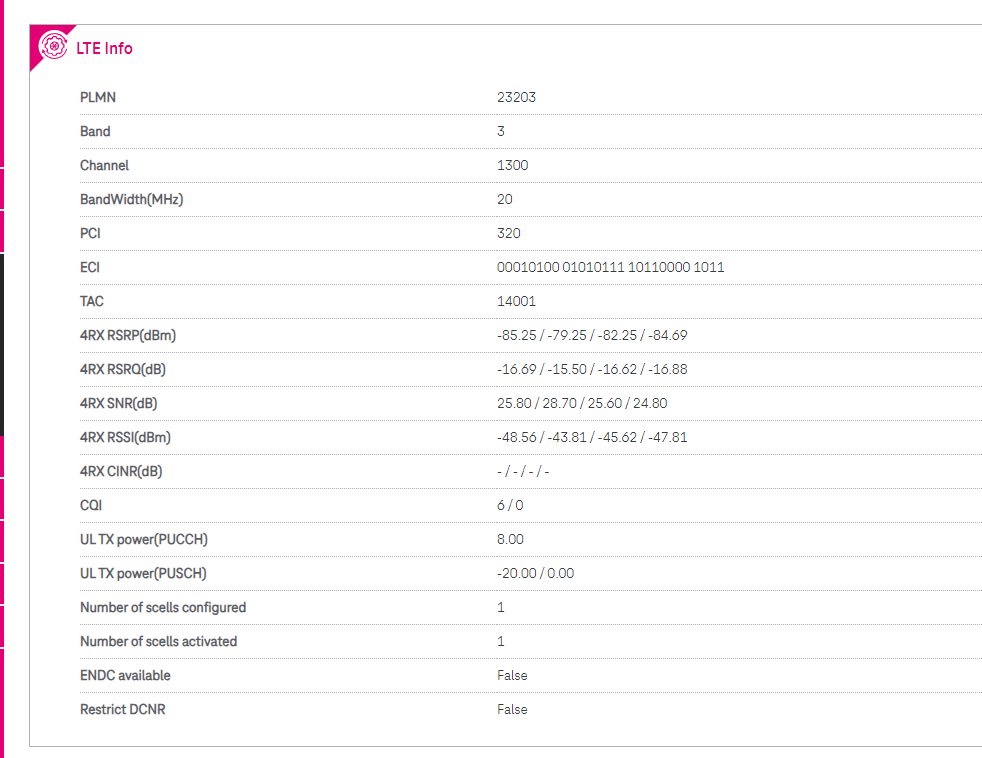 LTE Info
PLMN 23203
Band 3
Channel 1300
BandWidth(MHz) 20
PCI 320
ECI 00010100 01010111 10110000 1011
TAC 14001
4RX RSRP(dBm) -85.25 / -79.25 / -82.25 / -84.69
4RX RSRQ(dB) -16.69 / -15.50 / -16.62 / -16.88
4RX SNR(dB) 25.80 / 28.70 / 25.60 / 24.80
4RX RSSI(dBm) -48.56 / -43.81 / -45.62 / -47.81
4RX CINR(dB) - / - / - / -
CQI 6 / 0
UL TX power(PUCCH) 8.00
UL TX power(PUSCH) -20.00 / 0.00
Number of scells configured 1
Number of scells activated 1
ENDC available False
Restrict DCNR False